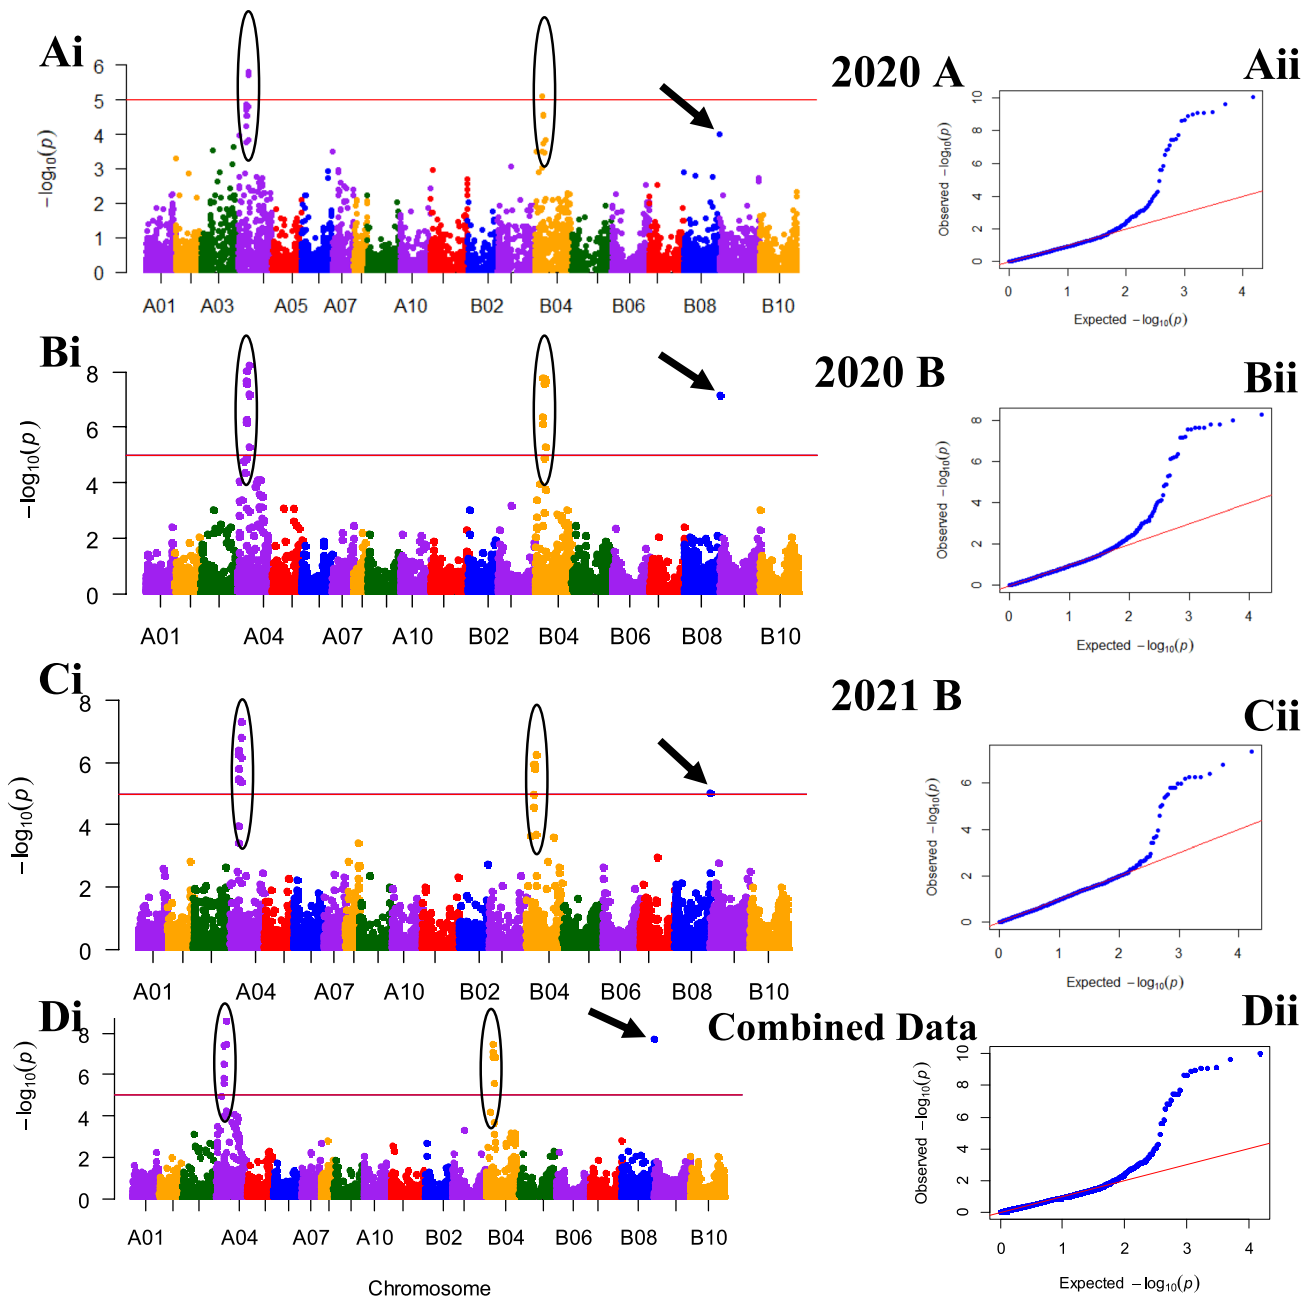 Ai
2020 A
Aii
6
5
4
3
2
1
0
−log10(p)
A01 A03 A05 A07 A10 B02 B04 B06 B08 B10
10
8
6
4
2
0
Observed −log10(p)
0 1 2 3 4
Expected −log10(p)
Bi
2020 B
Bii
8
6
4
2
0
−log10(p)
A01 A04 A07 A10 B02 B04 B06 B08 B10
8
6
4
2
0
Observed −log10(p)
0 1 2 3 4
Expected −log10(p)
Ci
2021 B
Cii
8
6
4
2
0
−log10(p)
A01 A04 A07 A10 B02 B04 B06 B08 B10
6
4
2
0
Observed −log10(p)
0 1 2 3 4
Expected −log10(p)
Di
Combined Data
Dii
8
6
4
2
0
−log10(p)
A01 A04 A07 A10 B02 B04 B06 B08 B10
Chromosome
10
8
6
4
2
0
Observed −log10(p)
0 1 2 3 4
Expected −log10(p)